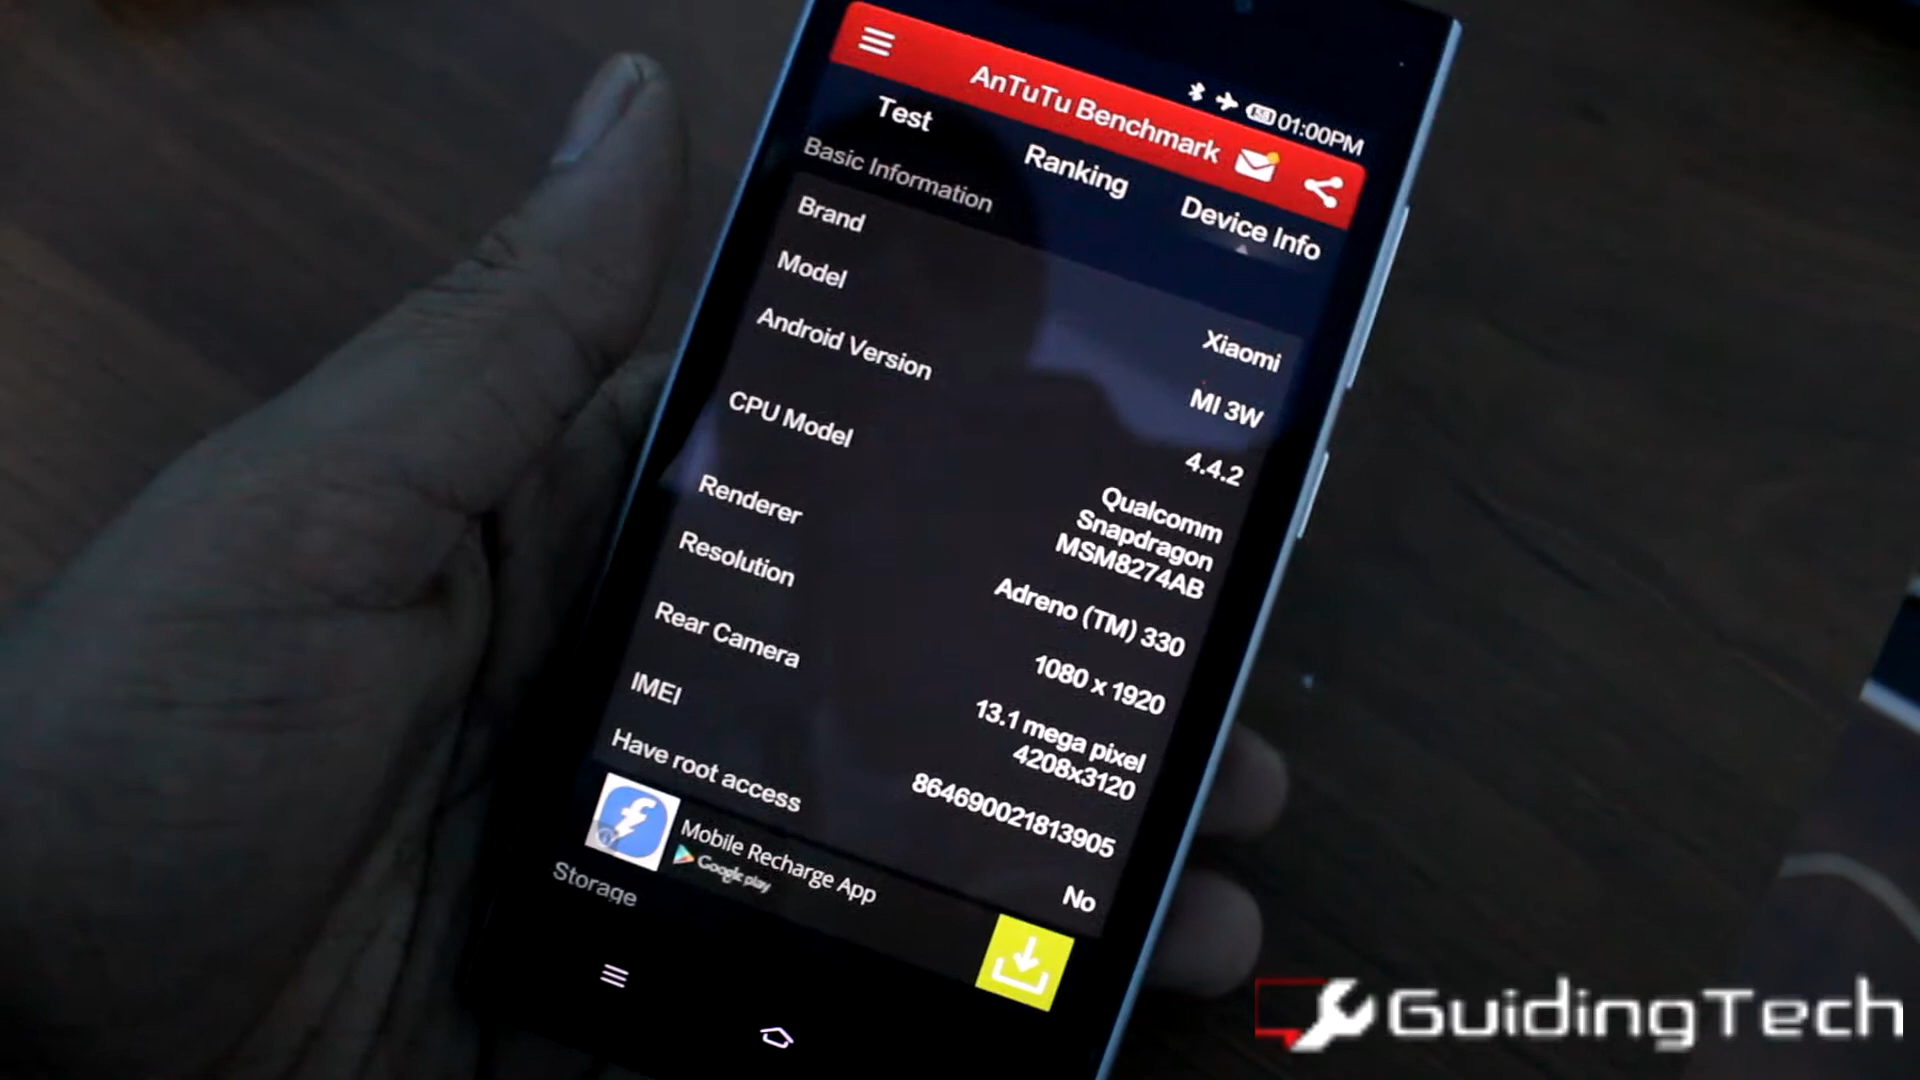 01:00PM
AnTuTu Benchmark
Test
Ranking
Device Info
Basic Information
Brand
Xiaomi
Model
MI 3W
Android Version
4.4.2
CPU Model
Qualcomm
Snapdragon
MSM8274AB
Renderer
Adreno (TM) 330
Resolution
1080 x 1920
Rear Camera
13.1 mega pixel
4208x3120
IMEI
864690021813905
Have root access
No
Mobile Recharge App
Google play
Storage
GuidingTech